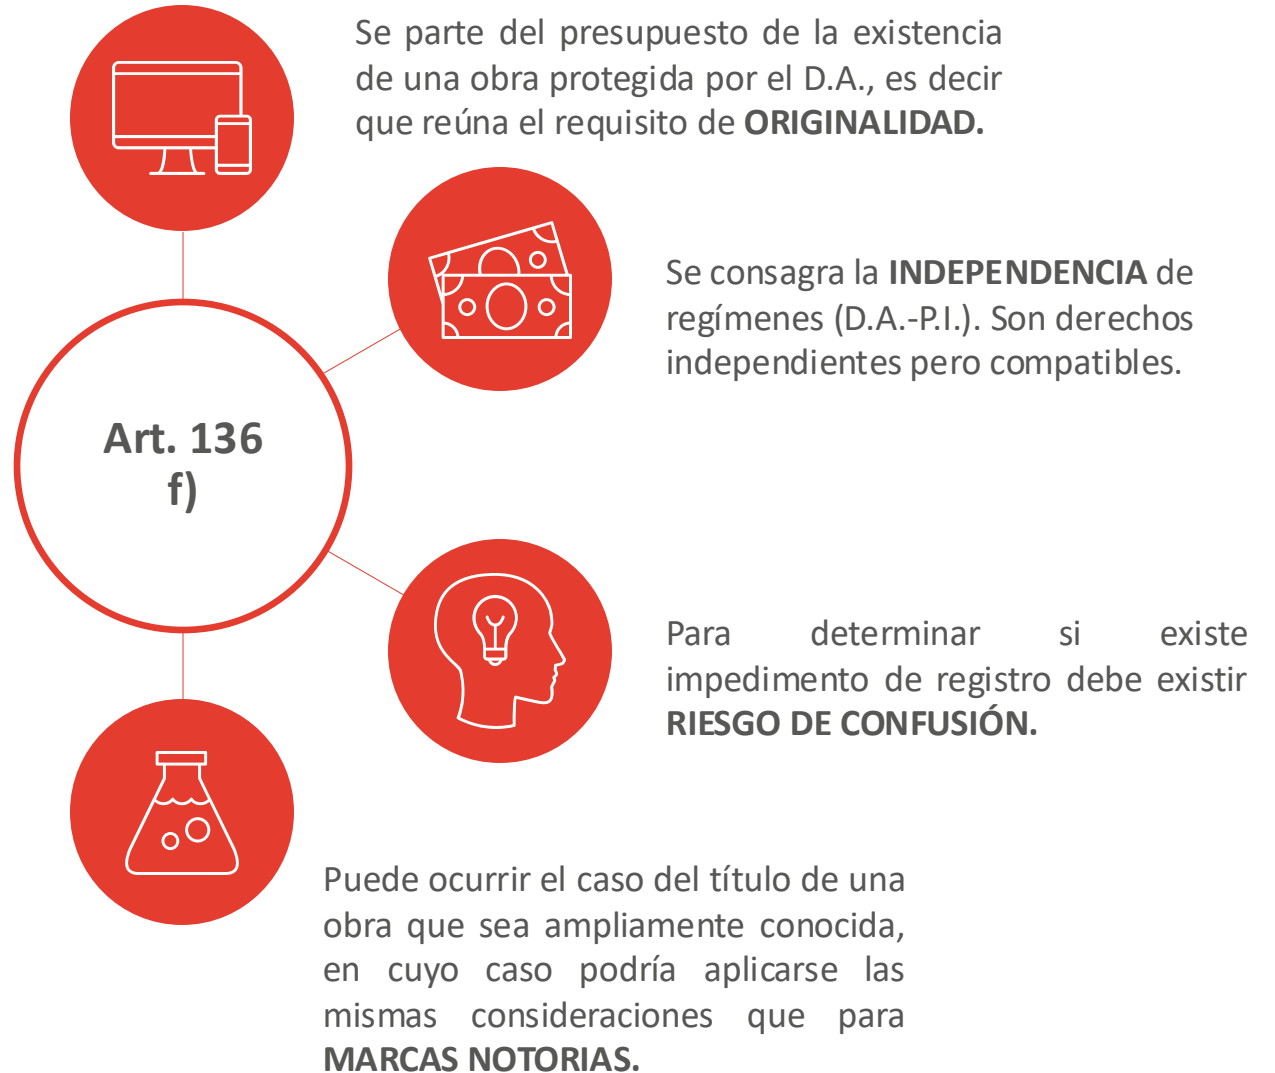 Se parte del presupuesto de la existencia
de una obra protegida por el D.A., es decir
que reúna el requisito de ORIGINALIDAD.
Se consagra la INDEPENDENCIA de
regímenes (D.A.-P.I.). Son derechos
independientes pero compatibles.
Art. 136
f)
Para determinar si existe
impedimento de registro debe existir
RIESGO DE CONFUSIÓN.
Puede ocurrir el caso del título de una
obra que sea ampliamente conocida,
en cuyo caso podría aplicarse las
mismas consideraciones que para
MARCAS NOTORIAS.